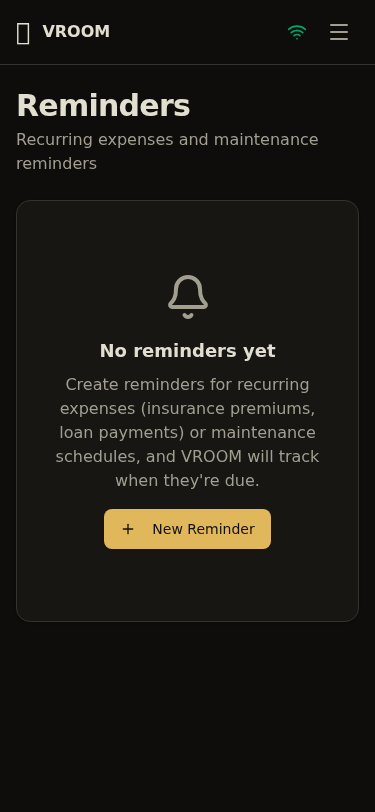 VROOM
Reminders
Recurring expenses and maintenance
reminders
No reminders yet
Create reminders for recurring
expenses (insurance premiums,
loan payments) or maintenance
schedules, and VROOM will track
when they're due.
New Reminder